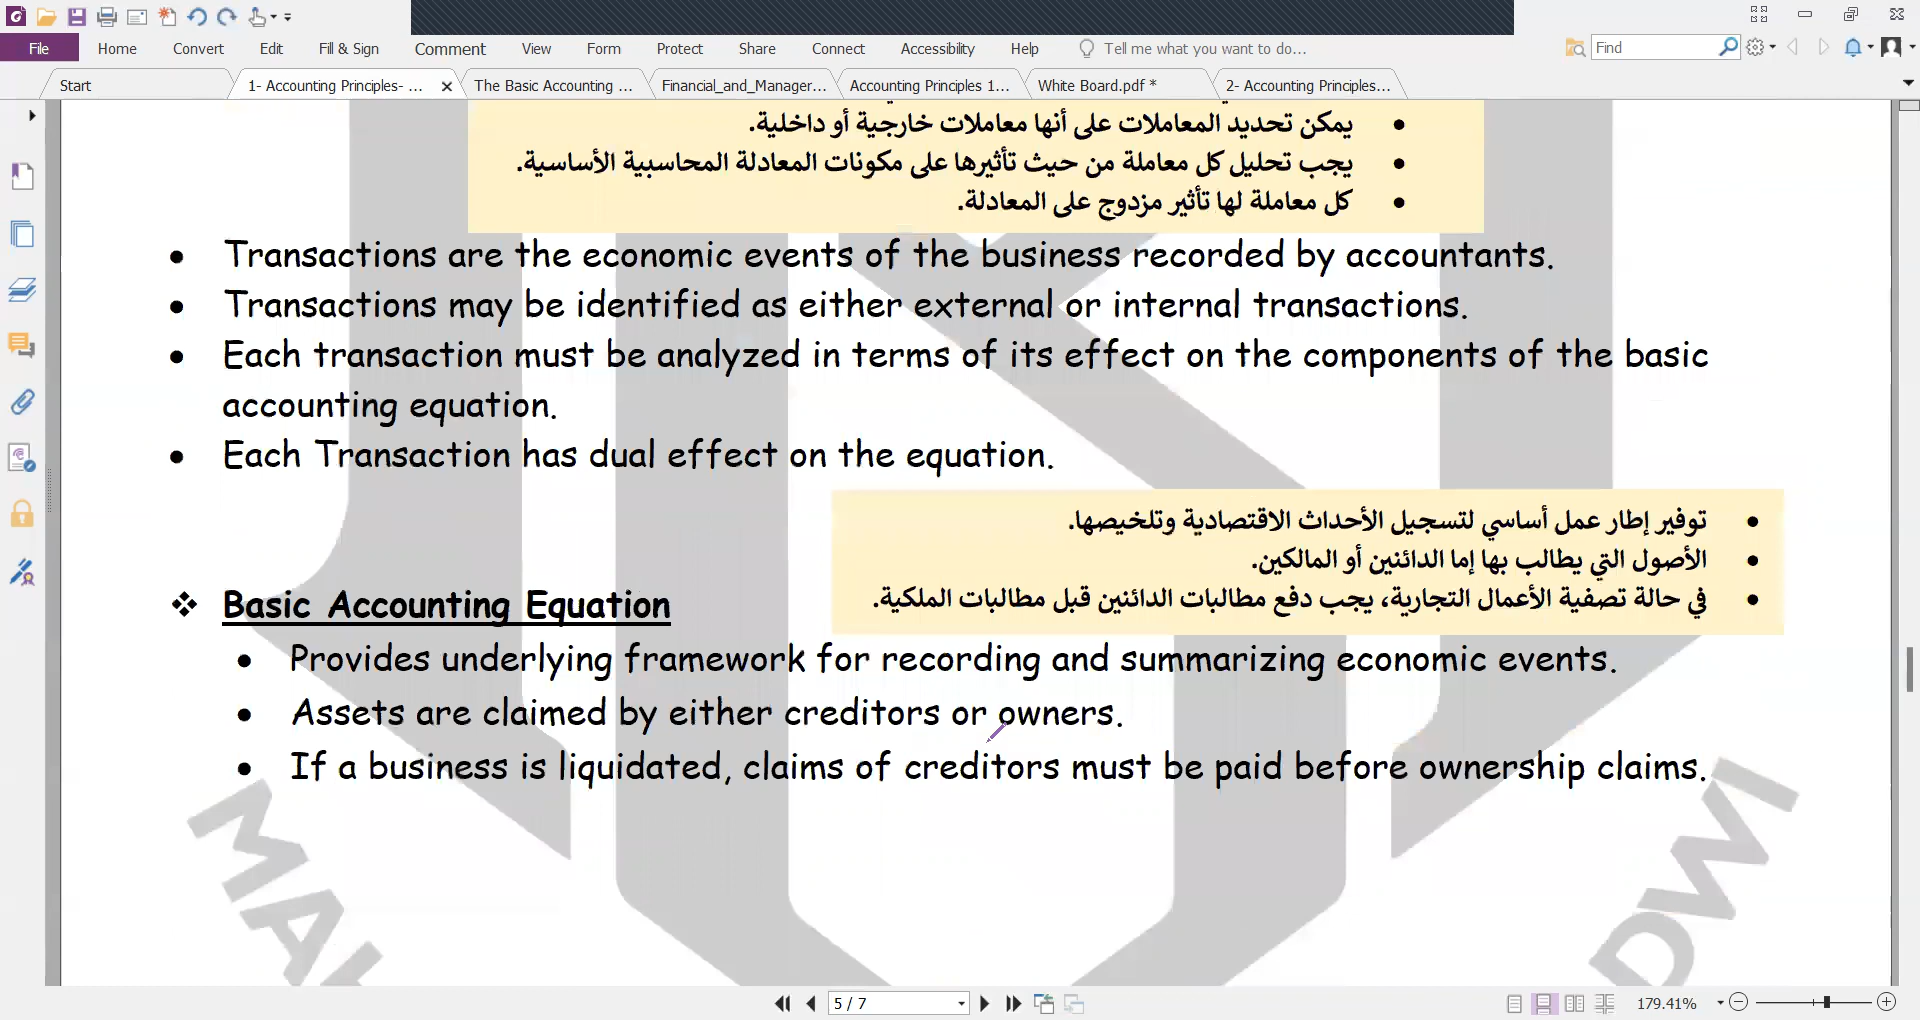 File Home Convert Edit Fill & Sign Comment View Form Protect Share Connect Accessibility Help Tell me what you want to do... Find
Start 1- Accounting Principles- ... The Basic Accounting ... Financial_and_Manager... Accounting Principles 1... White Board.pdf * 2- Accounting Principles...
• يمكن تحديد المعاملات على أنها معاملات خارجية أو داخلية.
• يجب تحليل كل معاملة من حيث تأثيرها على مكونات المعادلة المحاسبية الأساسية.
• كل معاملة لها تأثير مزدوج على المعادلة.
• Transactions are the economic events of the business recorded by accountants.
• Transactions may be identified as either external or internal transactions.
• Each transaction must be analyzed in terms of its effect on the components of the basic
accounting equation.
• Each Transaction has dual effect on the equation.
• توفير إطار عمل أساسي لتسجيل الأحداث الاقتصادية وتلخيصها.
• الأصول التي يطالب بها إما الدائنين أو المالكين.
• في حالة تصفية الأعمال التجارية، يجب دفع مطالبات الدائنين قبل مطالبات الملكية.
❖ Basic Accounting Equation
• Provides underlying framework for recording and summarizing economic events.
• Assets are claimed by either creditors or owners.
• If a business is liquidated, claims of creditors must be paid before ownership claims.
5 / 7
179.41%